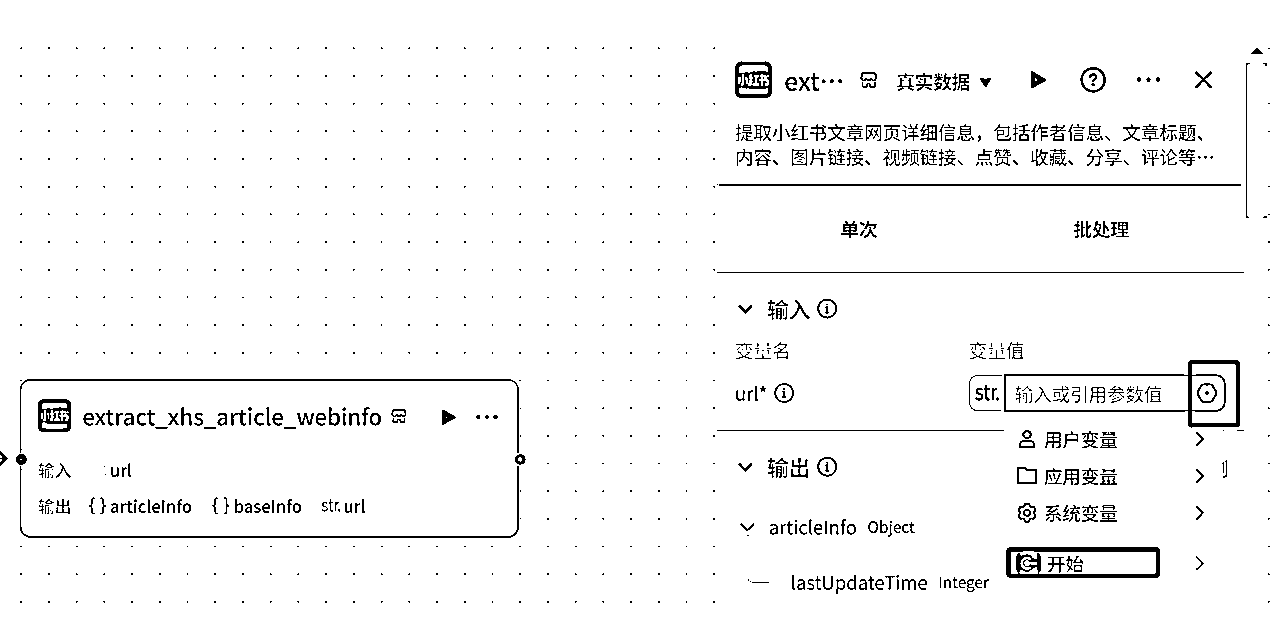 小红书 ext… 真实数据
提取小红书文章网页详细信息，包括作者信息、文章标题、
内容、图片链接、视频链接、点赞、收藏、分享、评论等…
单次 批处理
输入
变量名 变量值
url* str. 输入或引用参数值
用户变量
应用变量
系统变量
开始
输出
articleInfo Object
lastUpdateTime Integer
小红书 extract_xhs_article_webinfo
输入 url
输出 {} articleInfo {} baseInfo str. url